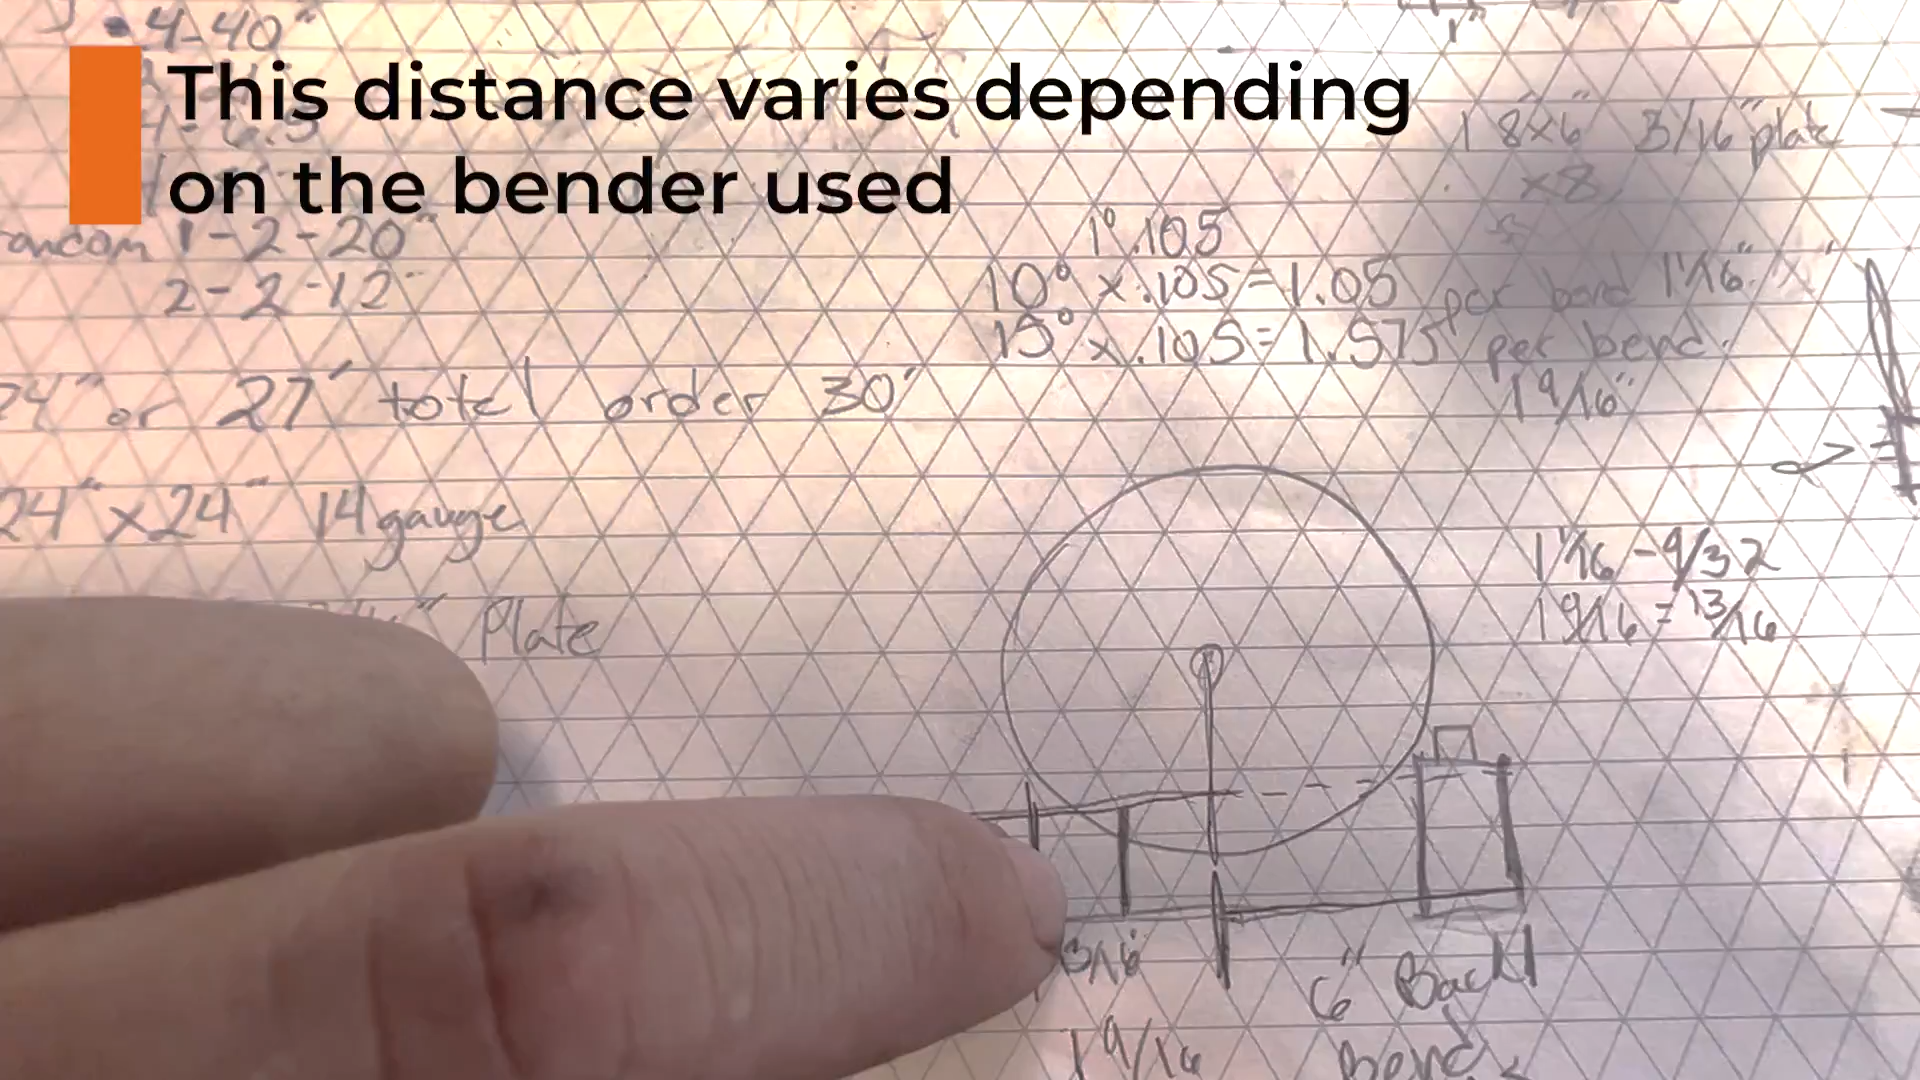 4-40"
This distance varies depending
on the bender used
1-2-20"
2-2-12"
24" or 27" total order 30"
24" x 24" 14 gauge
Plate
1"
1 8"x6" 3/16" plate
x8
1° .105
10° x .105 = 1.05 per bend 1 1/16"
15° x .105 = 1.575 per bend.
1 9/16"
1 1/16 - 9/32
1 9/16 = 13/16
6" Back
Bend
1 9/16